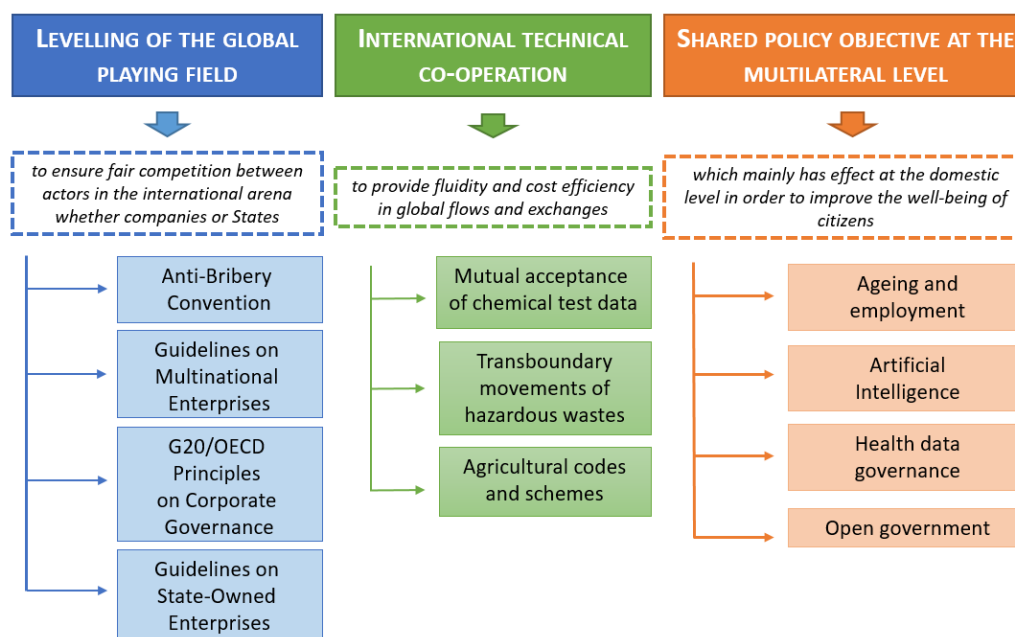 LEVELLING OF THE GLOBAL
PLAYING FIELD
to ensure fair competition between
actors in the international arena
whether companies or States
Anti-Bribery
Convention
Guidelines on
Multinational
Enterprises
G20/OECD
Principles
on Corporate
Governance
Guidelines on
State-Owned
Enterprises
INTERNATIONAL TECHNICAL
CO-OPERATION
to provide fluidity and cost efficiency
in global flows and exchanges
Mutual acceptance
of chemical test data
Transboundary
movements of
hazardous wastes
Agricultural codes
and schemes
SHARED POLICY OBJECTIVE AT THE
MULTILATERAL LEVEL
which mainly has effect at the domestic
level in order to improve the well-being of
citizens
Ageing and
employment
Artificial
Intelligence
Health data
governance
Open government